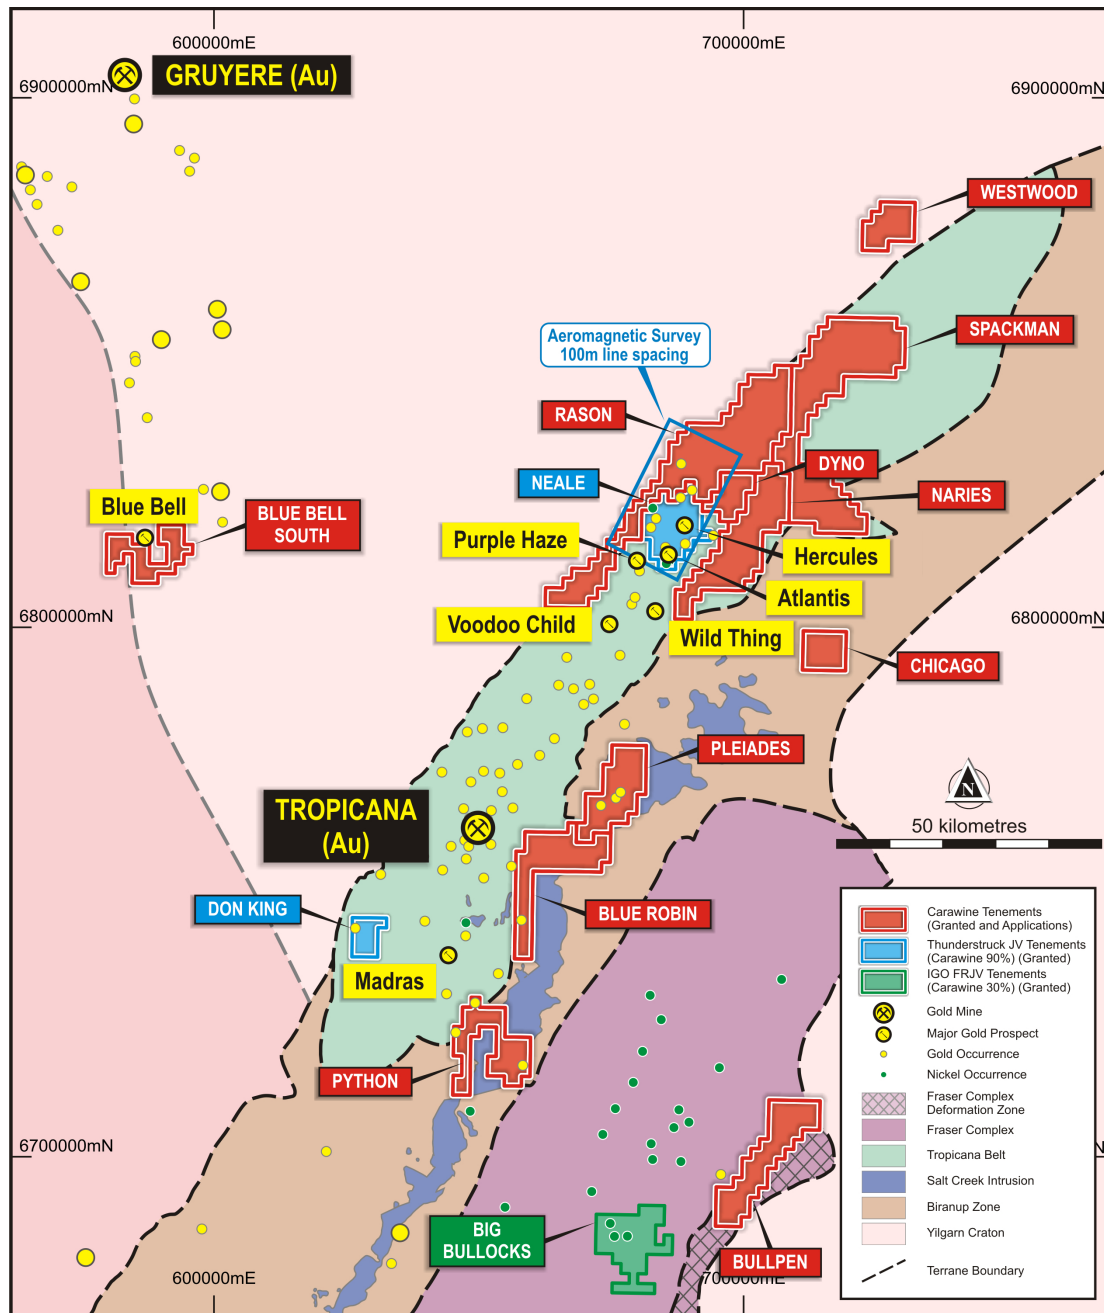 600000mE
700000mE
GRUYERE (Au)
6900000mN
6900000mN
WESTWOOD
SPACKMAN
Aeromagnetic Survey
100m line spacing
RASON
DYNO
NEALE
NARIES
Blue Bell
BLUE BELL
SOUTH
Purple Haze
Hercules
Atlantis
6800000mN
6800000mN
Voodoo Child
Wild Thing
CHICAGO
PLEIADES
N
TROPICANA
(Au)
50 kilometres
DON KING
BLUE ROBIN
Madras
PYTHON
6700000mN
N
BIG
BULLOCKS
BULLPEN
600000mE
700000mE
Carawine Tenements
(Granted and Applications)
Thunderstruck JV Tenements
(Carawine 90%) (Granted)
IGO FRJV Tenements
(Carawine 30%) (Granted)
Gold Mine
Major Gold Prospect
Gold Occurrence
Nickel Occurrence
Fraser Complex
Deformation Zone
Fraser Complex
Tropicana Belt
Salt Creek Intrusion
Biranup Zone
Yilgarn Craton
Terrane Boundary